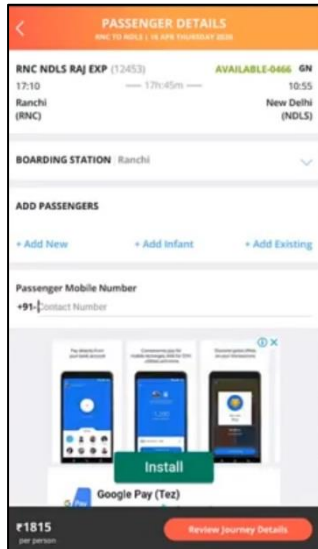 PASSENGER DETAILS
RNC TO NDLS | 16 APR THURSDAY 2020
RNC NDLS RAJ EXP (12453) AVAILABLE-0466 GN
17:10 17h:45m 10:55
Ranchi New Delhi
(RNC) (NDLS)
BOARDING STATION Ranchi
ADD PASSENGERS
+ Add New + Add Infant + Add Existing
Passenger Mobile Number
+91- Contact Number
Install
Google Pay (Tez)
G Pay
₹1815
per person
Review Journey Details